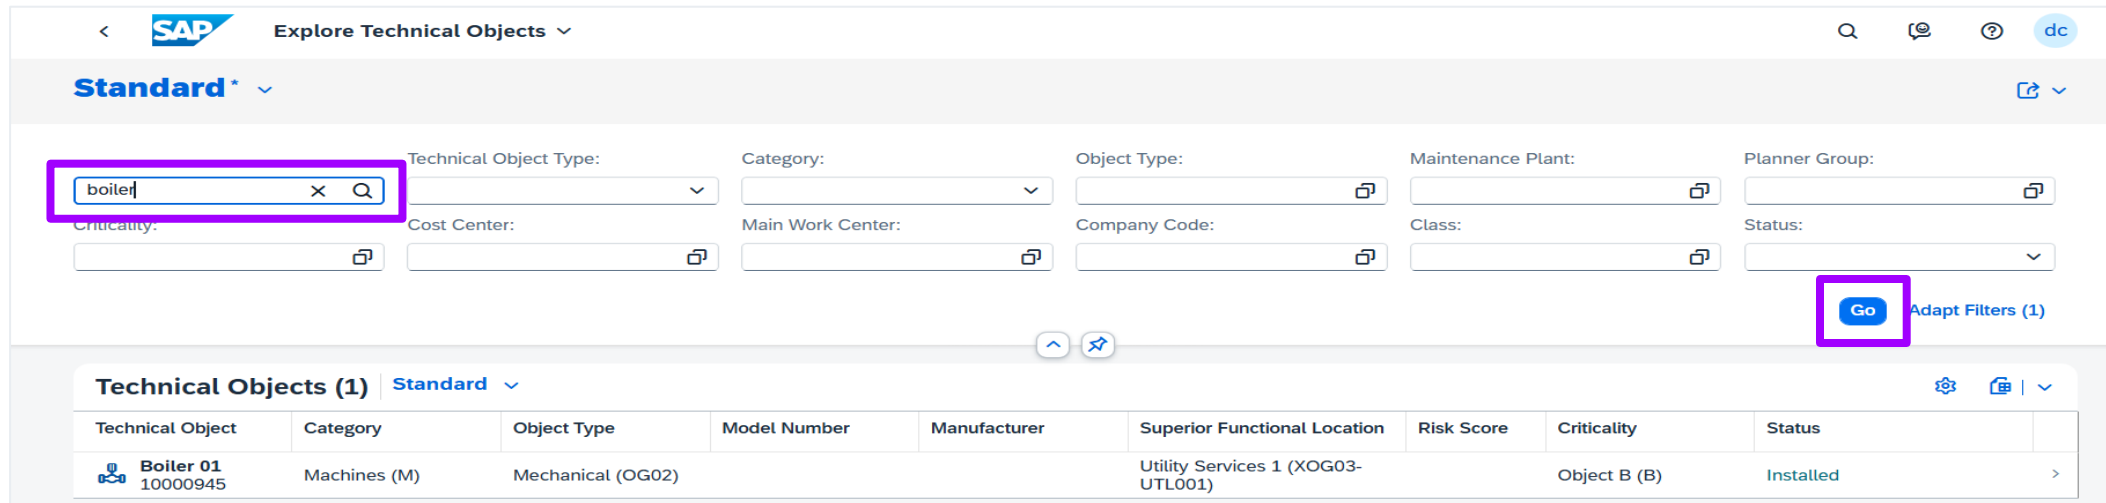 SAP Explore Technical Objects dc
Standard *
Technical Object Type: Category: Object Type: Maintenance Plant: Planner Group:
boiler
Criticality: Cost Center: Main Work Center: Company Code: Class: Status:
Go Adapt Filters (1)
Technical Objects (1) Standard
Technical Object Category Object Type Model Number Manufacturer Superior Functional Location Risk Score Criticality Status
Boiler 01 Machines (M) Mechanical (OG02) Utility Services 1 (XOG03- Object B (B) Installed
10000945 UTL001)